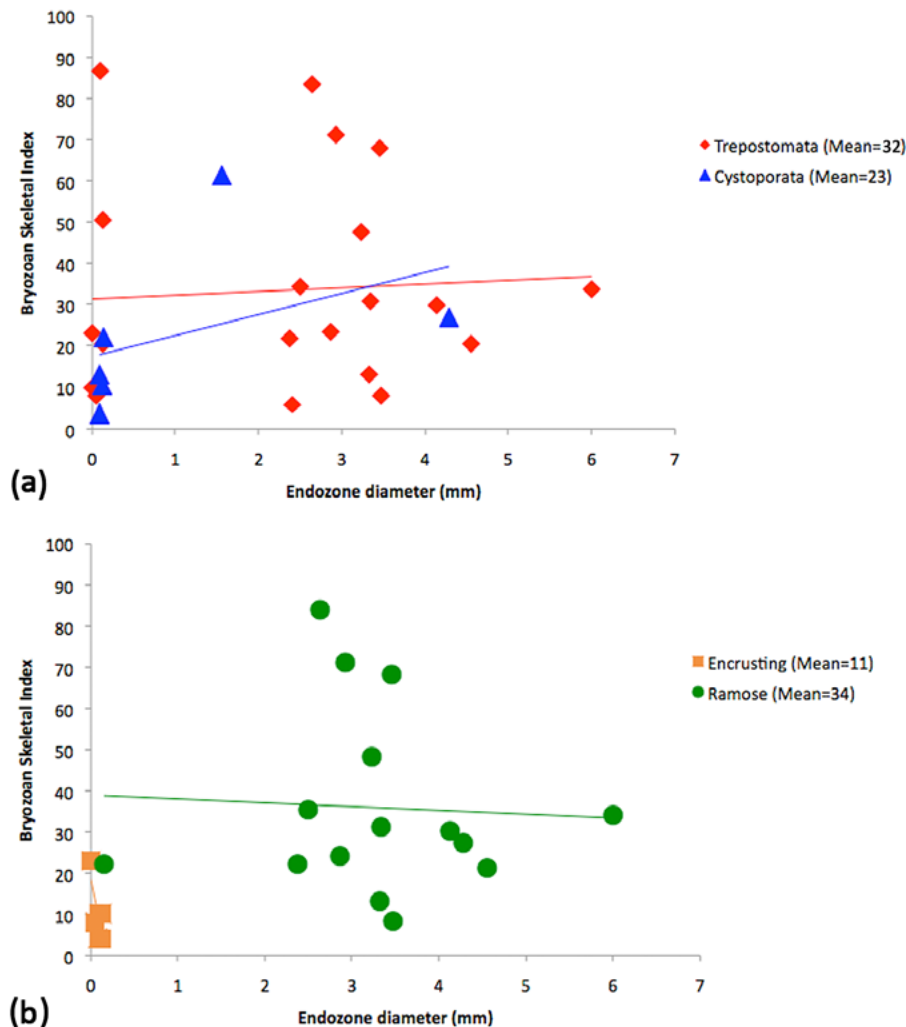 100
90
80
70
60
50
40
30
20
10
0
Bryozoan Skeletal Index
Trepostomata (Mean=32)
Cystoporata (Mean=23)
0 1 2 3 4 5 6 7
(a)
Endozone diameter (mm)
100
90
80
70
60
50
40
30
20
10
0
Bryozoan Skeletal Index
Encrusting (Mean=11)
Ramose (Mean=34)
0 1 2 3 4 5 6 7
(b)
Endozone diameter (mm)